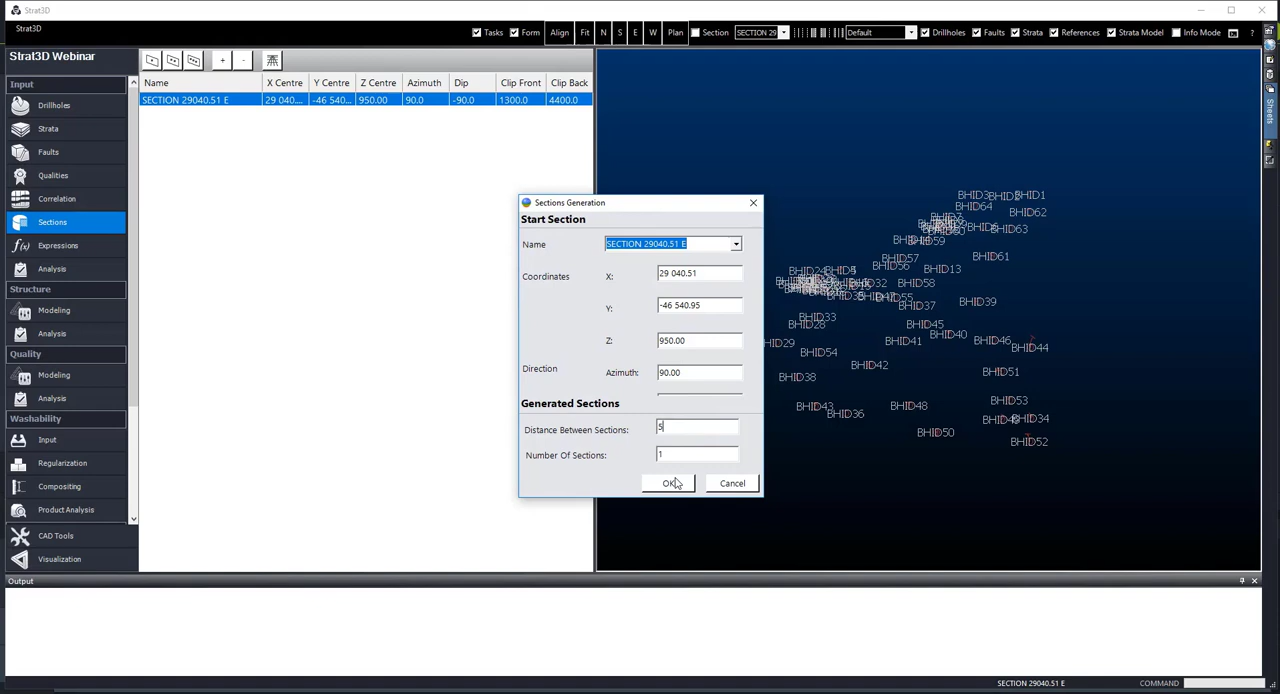 Strat3D
Strat3D
Tasks Form Align Fit N S E W Plan Section SECTION 29 Default Drillholes Faults Strata References Strata Model Info Mode ?
Strat3D Webinar
Input
Drillholes
Strata
Faults
Qualities
Correlation
Sections
Expressions
Analysis
Structure
Modeling
Analysis
Quality
Modeling
Analysis
Washability
Input
Regularization
Compositing
Product Analysis
CAD Tools
Visualization
+ -
Name X Centre Y Centre Z Centre Azimuth Dip Clip Front Clip Back
SECTION 29040.51 E 29 040.... -46 540... 950.00 90.0 -90.0 1300.0 4400.0
Sections Generation
Start Section
Name SECTION 29040.51 E
Coordinates X: 29 040.51
Y: -46 540.95
Z: 950.00
Direction Azimuth: 90.00
Generated Sections
Distance Between Sections: 5
Number Of Sections: 1
OK Cancel
BHID3 BHID2 BHID1
BHID64 BHID62
BHID7 BHID6 BHID63
BHID59
BHID57 BHID61
BHID56 BHID13
BHID24
BHID32 BHID58
BHID55 BHID37 BHID39
BHID33
BHID28 BHID45
BHID29 BHID41 BHID40 BHID46 BHID44
BHID54
BHID42
BHID38 BHID51
BHID43 BHID36 BHID48 BHID53
BHID34
BHID50 BHID52
Sheets
Output
SECTION 29040.51 E COMMAND